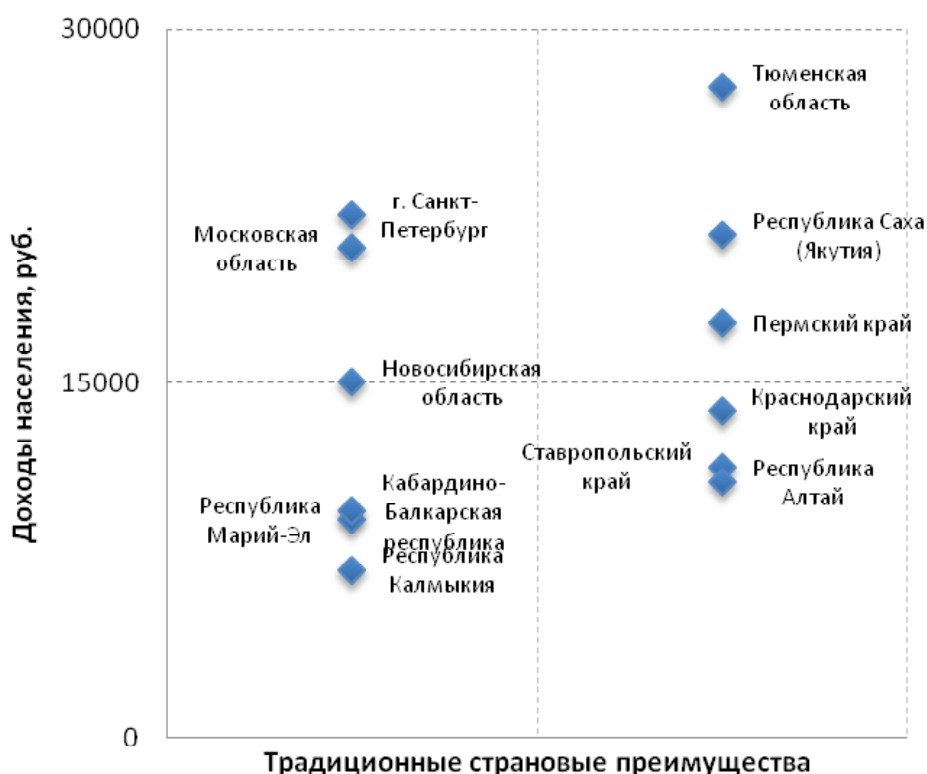 30000
Тюменская
область
г. Санкт-
Петербург
Московская
область
Республика Саха
(Якутия)
Доходы населения, руб.
Пермский край
15000
Новосибирская
область
Краснодарский
край
Ставропольский
край
Республика
Алтай
Республика
Марий-Эл
Кабардино-
Балкарская
республика
Республика
Калмыкия
0
Традиционные страновые преимущества